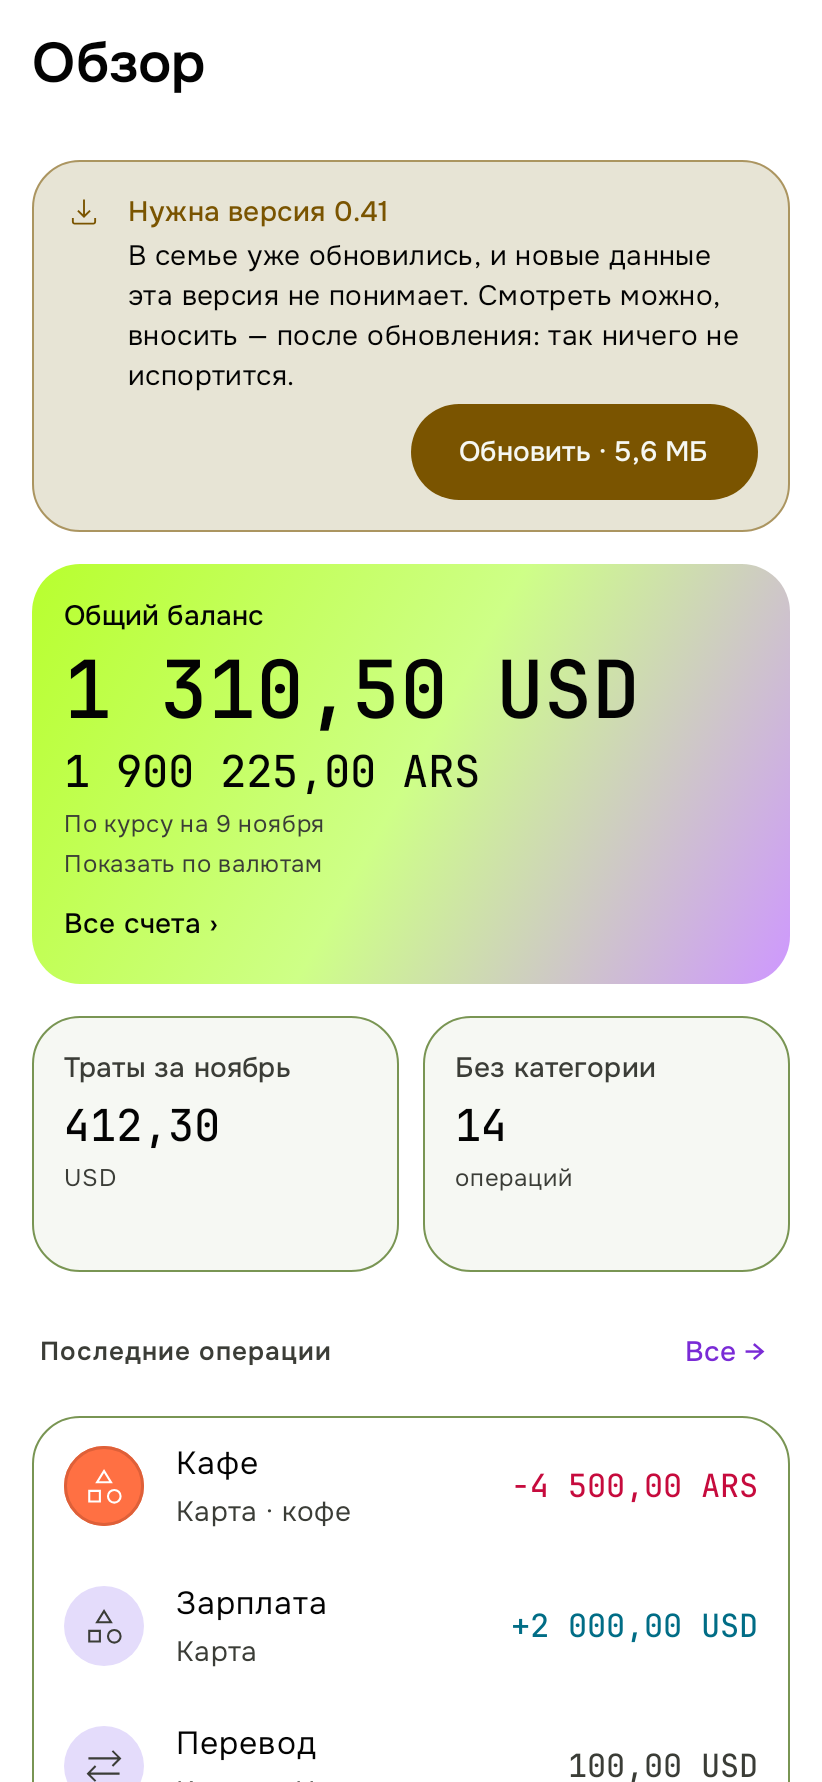 Обзор
Нужна версия 0.41
В семье уже обновились, и новые данные
эта версия не понимает. Смотреть можно,
вносить — после обновления: так ничего не
испортится.
Обновить · 5,6 МБ
Общий баланс
1 310,50 USD
1 900 225,00 ARS
По курсу на 9 ноября
Показать по валютам
Все счета ›
Траты за ноябрь
412,30
USD
Без категории
14
операций
Последние операции
Все →
Кафе
-4 500,00 ARS
Карта · кофе
Зарплата
+2 000,00 USD
Карта
Перевод
100,00 USD